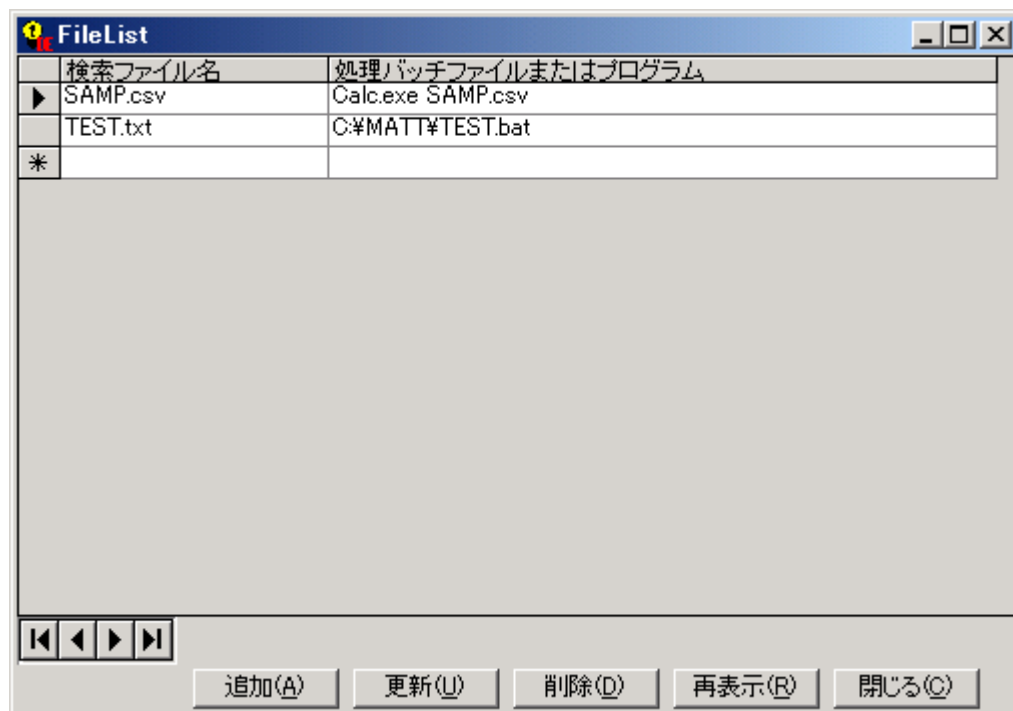 FileList
検索ファイル名 処理バッチファイルまたはプログラム
SAMP.csv Calc.exe SAMP.csv
TEST.txt C:¥MATT¥TEST.bat
追加(A) 更新(U) 削除(D) 再表示(R) 閉じる(C)